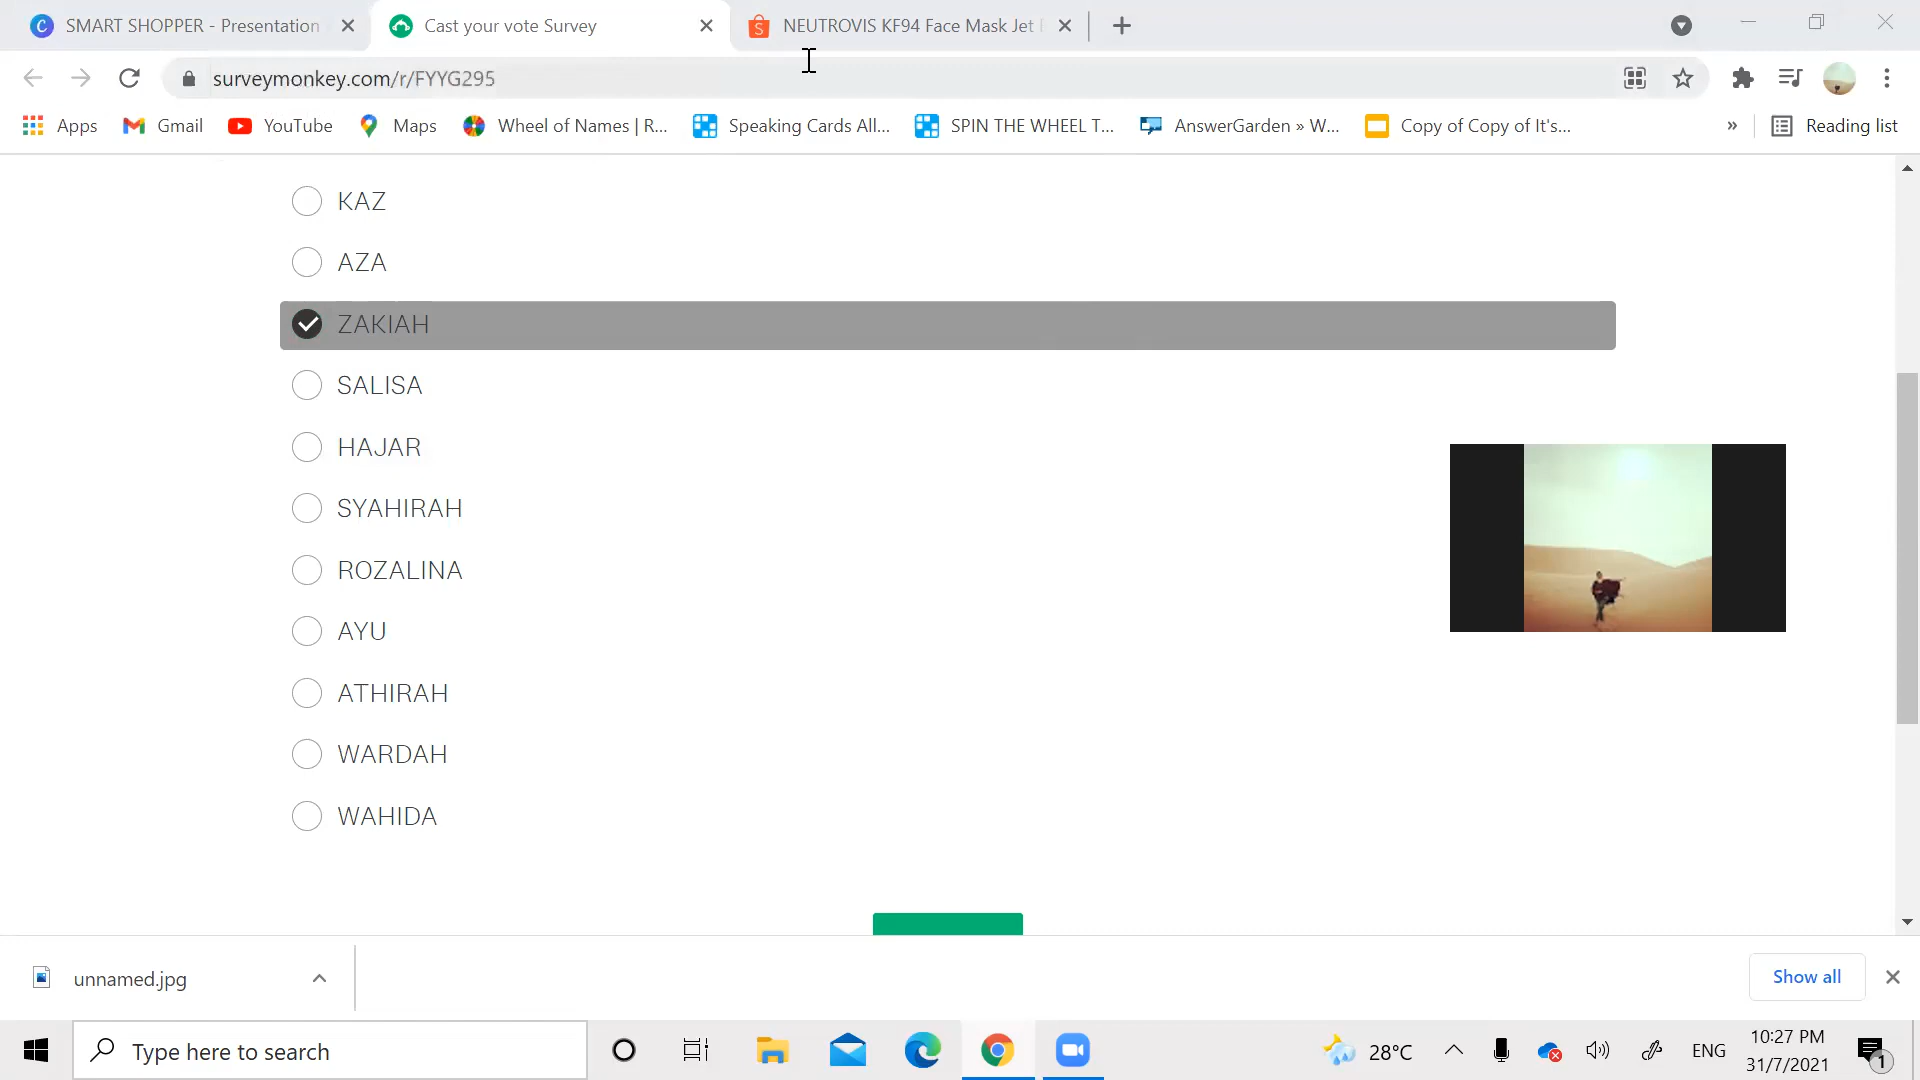 SMART SHOPPER - Presentation
Cast your vote Survey
NEUTROVIS KF94 Face Mask Jet
surveymonkey.com/r/FYYG295
Apps
Gmail
YouTube
Maps
Wheel of Names | R...
Speaking Cards All...
SPIN THE WHEEL T...
AnswerGarden » W...
Copy of Copy of It's...
»
Reading list
KAZ
AZA
ZAKIAH
SALISA
HAJAR
SYAHIRAH
ROZALINA
AYU
ATHIRAH
WARDAH
WAHIDA
unnamed.jpg
Show all
Type here to search
28°C
ENG
10:27 PM
31/7/2021
1